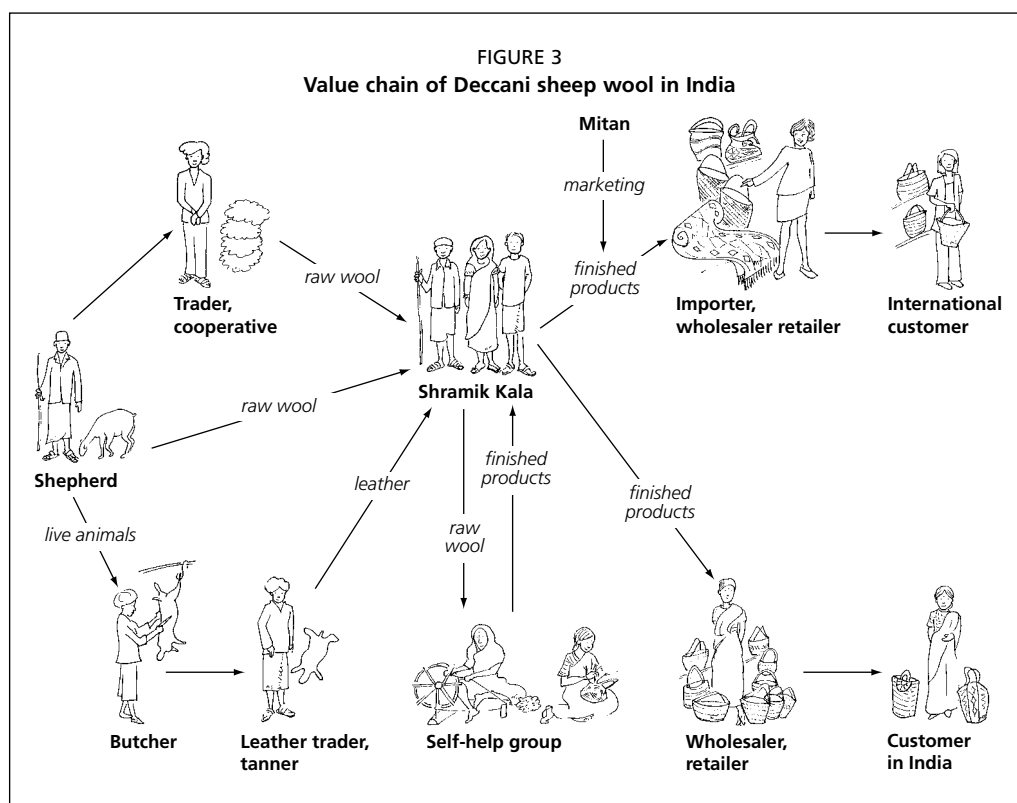 FIGURE 3
Value chain of Deccani sheep wool in India
Mitan
marketing
finished
products
Importer,
wholesaler retailer
International
customer
Trader,
cooperative
raw wool
Shramik Kala
raw wool
Shepherd
live animals
leather
raw
wool
finished
products
finished
products
Butcher
Leather trader,
tanner
Self-help group
Wholesaler,
retailer
Customer
in India